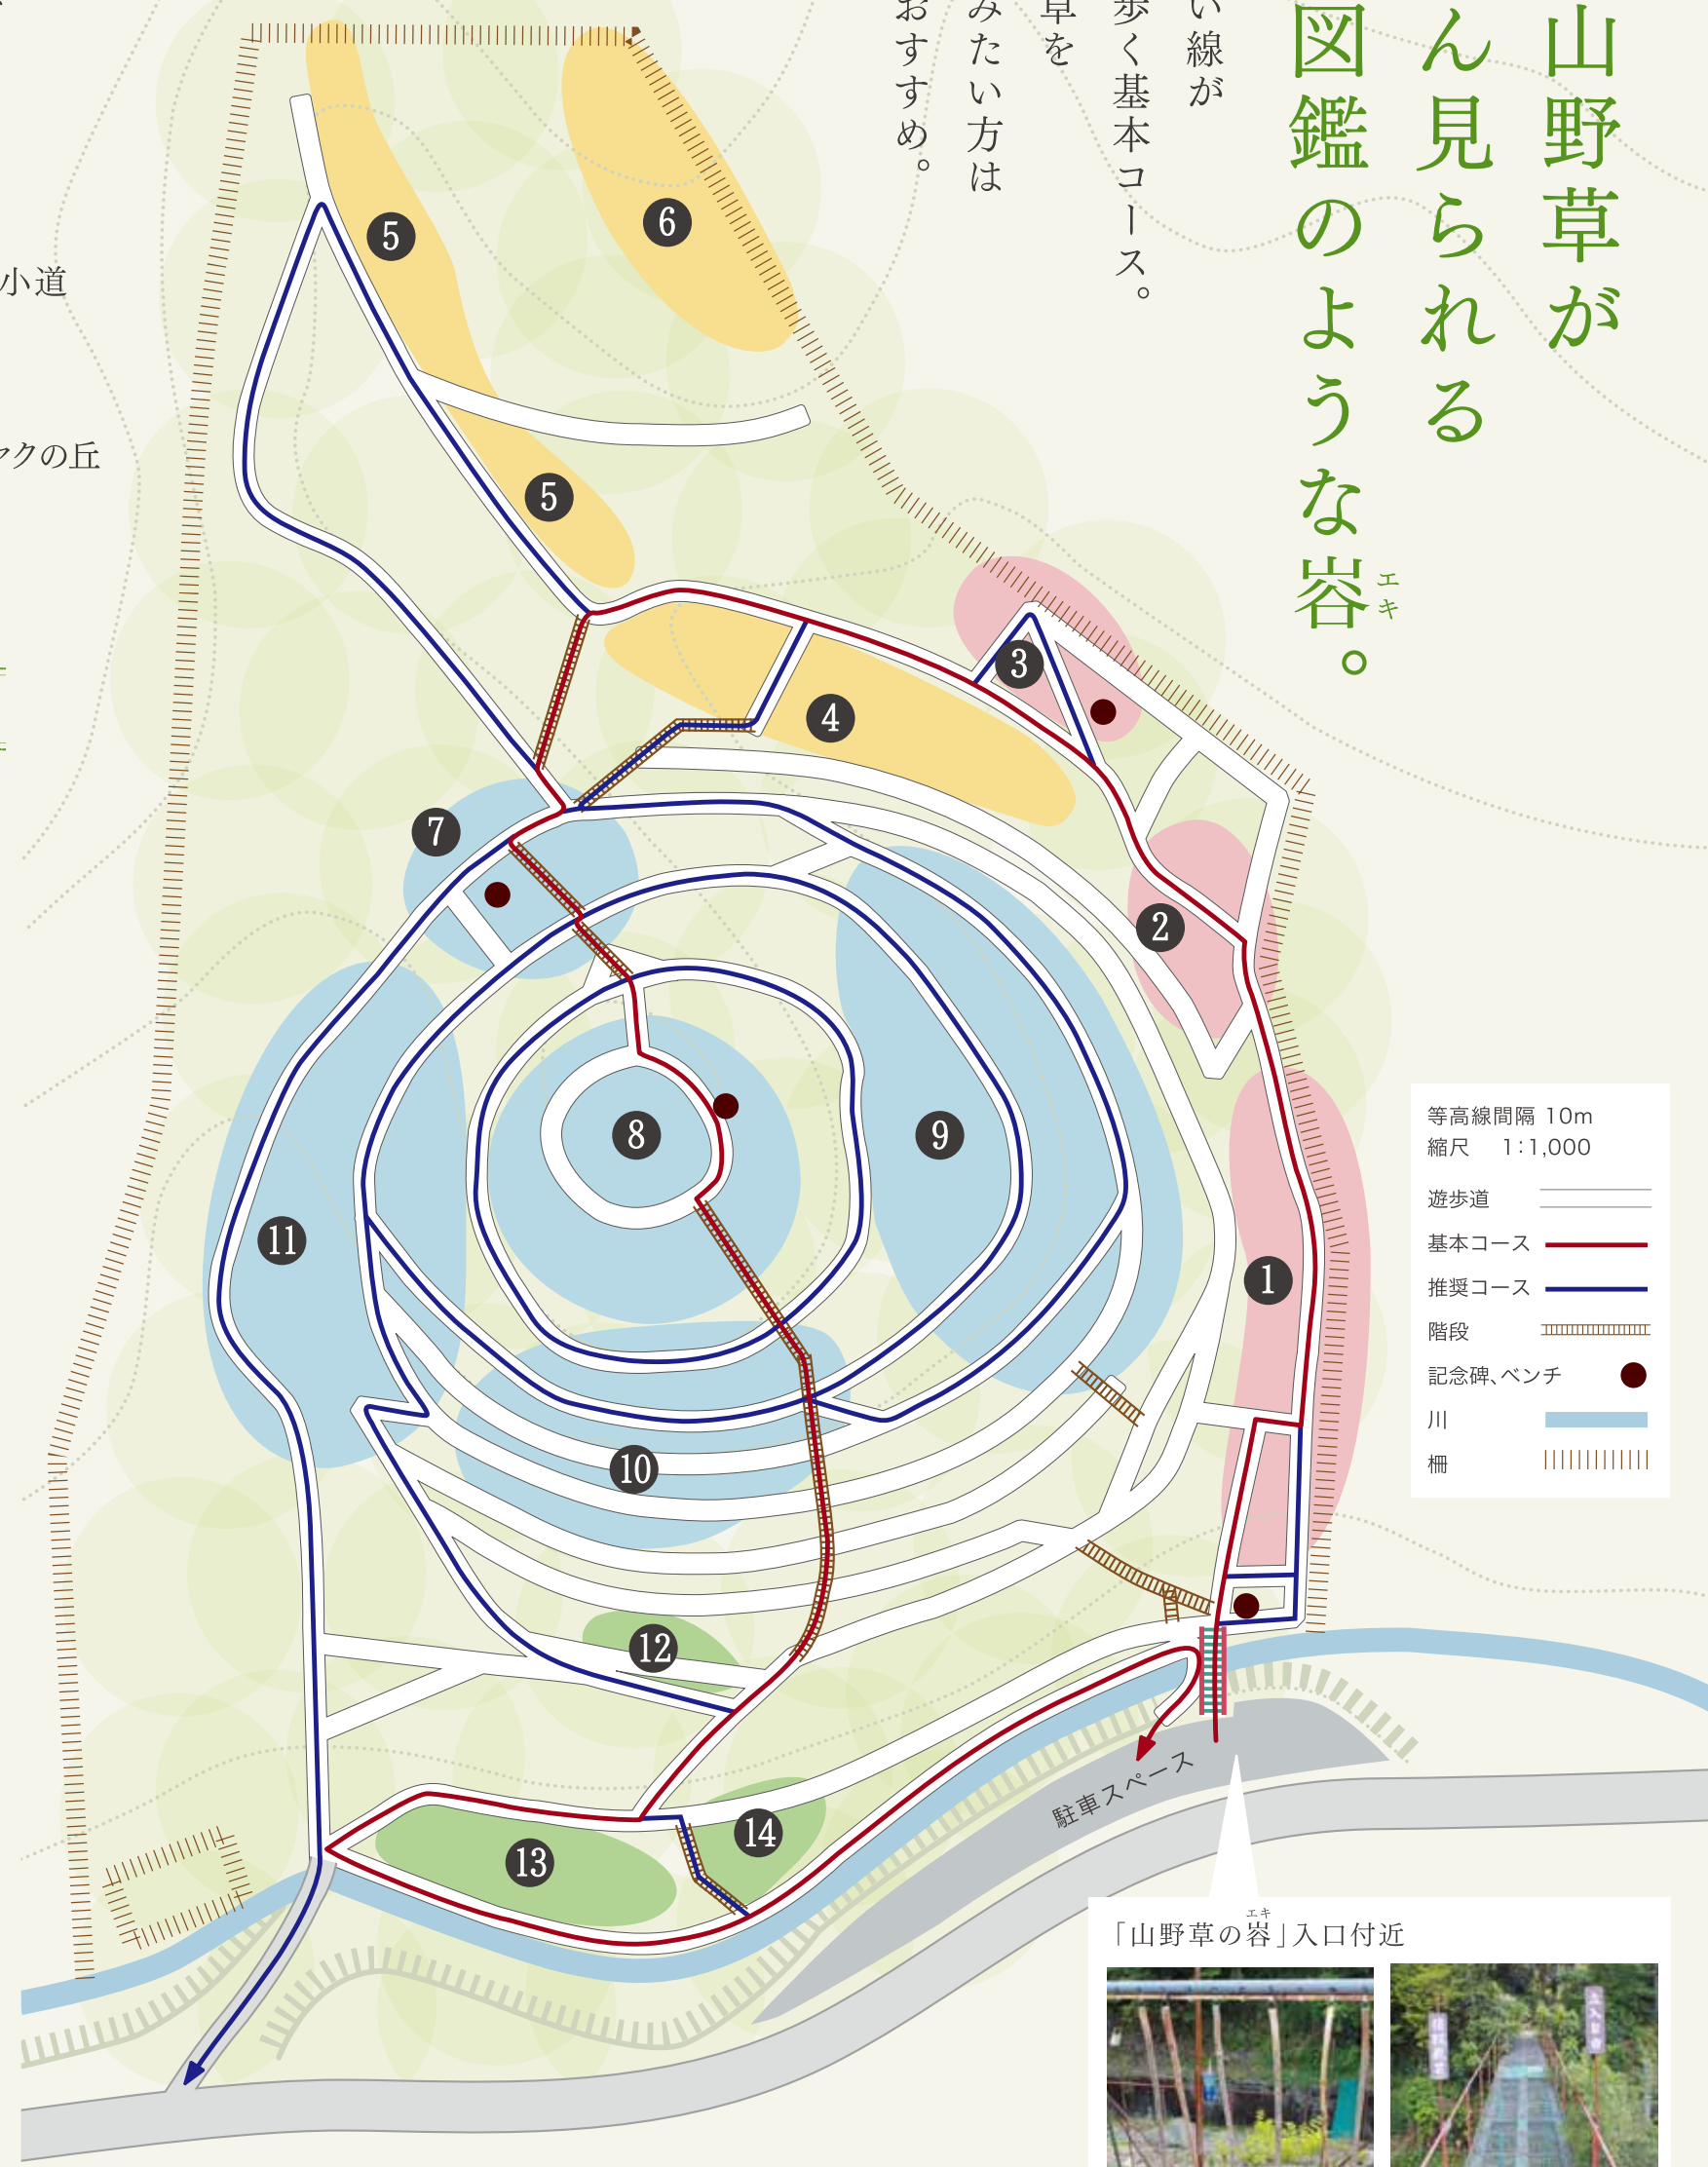 山野草が
ん見られる
図鑑のような峇。
エキ
い線が
歩く基本コース。
草を
みたい方は
おすすめ。
小道
クの丘
5
6
5
3
4
7
2
8
9
11
1
10
12
14
13
等高線間隔 10m
縮尺 1:1,000
遊歩道
基本コース
推奨コース
階段
記念碑、ベンチ
川
柵
駐車スペース
「山野草の峇」入口付近
エキ